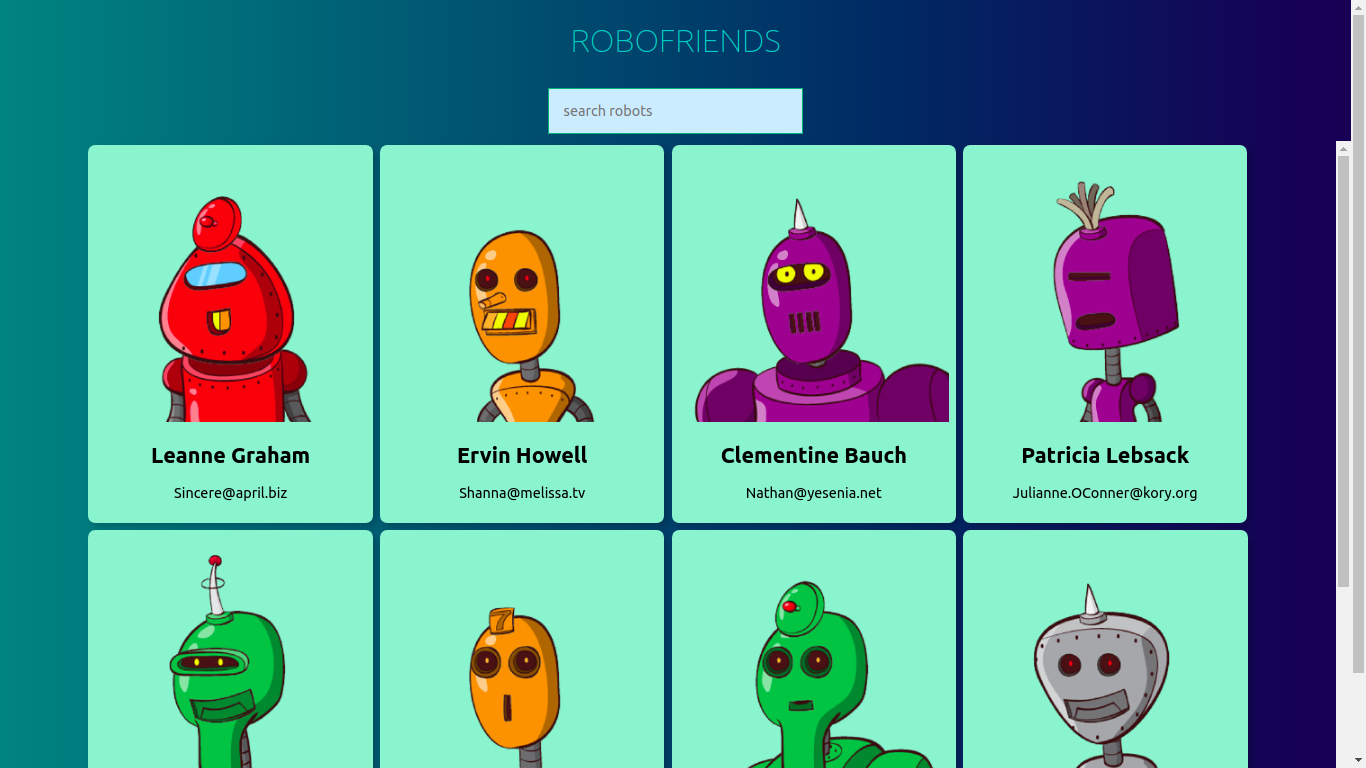 ROBOFRIENDS
search robots
Leanne Graham
Ervin Howell
Clementine Bauch
Patricia Lebsack
Sincere@april.biz
Shanna@melissa.tv
Nathan@yesenia.net
Julianne.OConner@kory.org
7